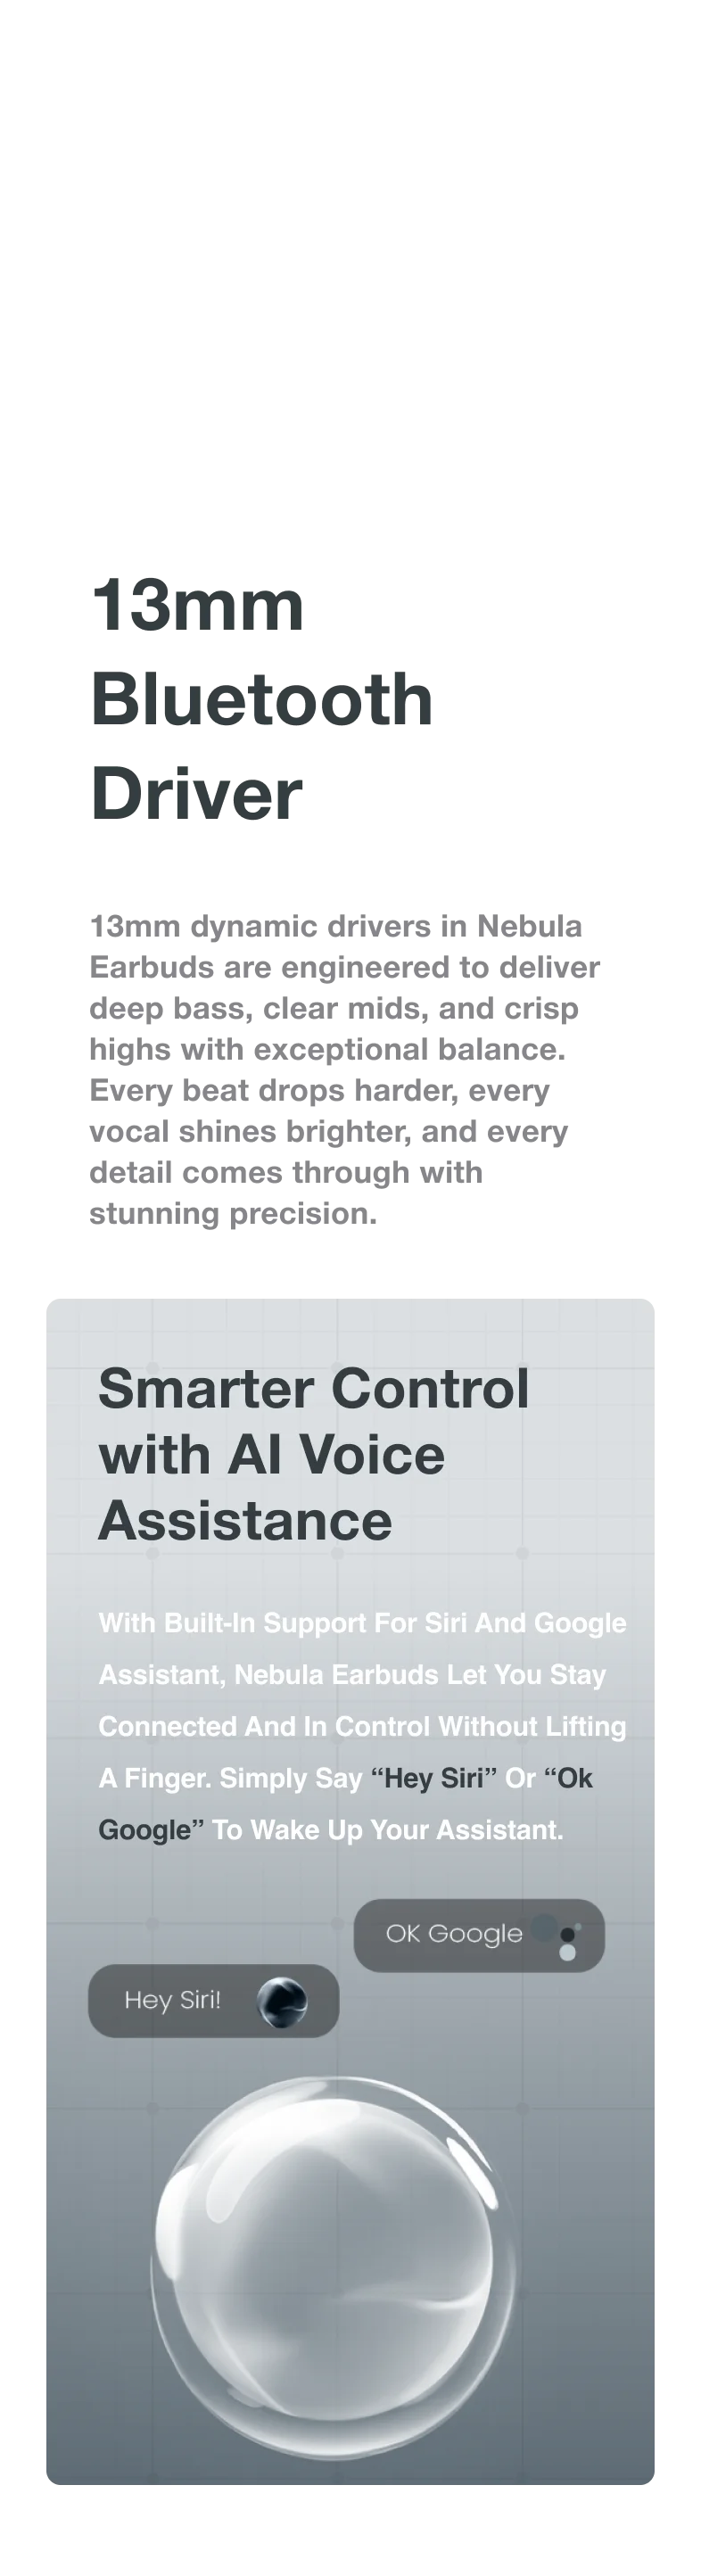 13mm
Bluetooth
Driver
13mm dynamic drivers in Nebula
Earbuds are engineered to deliver
deep bass, clear mids, and crisp
highs with exceptional balance.
Every beat drops harder, every
vocal shines brighter, and every
detail comes through with
stunning precision.
Smarter Control
with AI Voice
Assistance
With Built-In Support For Siri And Google
Assistant, Nebula Earbuds Let You Stay
Connected And In Control Without Lifting
A Finger. Simply Say “Hey Siri” Or “Ok
Google” To Wake Up Your Assistant.
OK Google
Hey Siri!